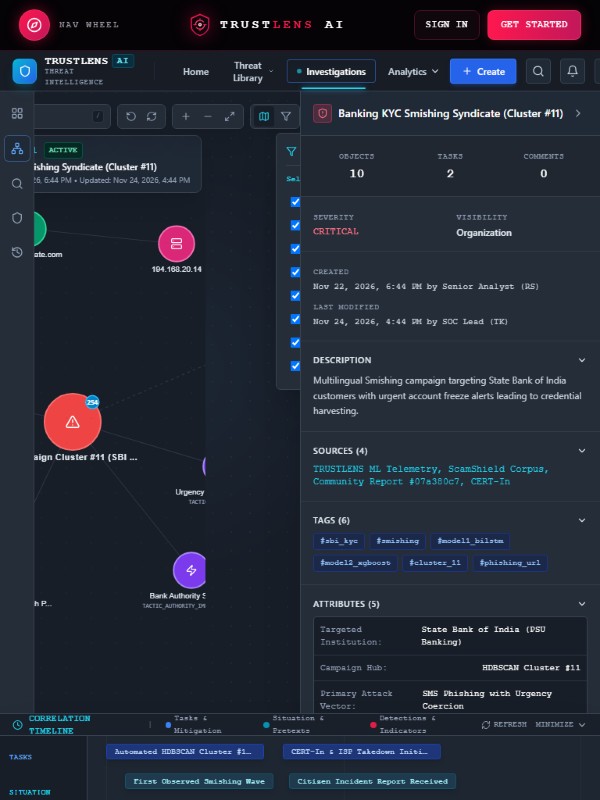 NAV WHEEL
TRUSTLENS AI
SIGN IN
GET STARTED
TRUSTLENS AI
THREAT
INTELLIGENCE
Home
Threat
Library
Investigations
Analytics
+ Create
/
ACTIVE
ishing Syndicate (Cluster #11)
26, 6:44 PM • Updated: Nov 24, 2026, 4:44 PM
ate.com
194.168.20.14
254
aign Cluster #11 (SBI ...
Urgency
TACTI
Bank Authority S
TACTIC_AUTHORITY_IM
h P...
Sel
Banking KYC Smishing Syndicate (Cluster #11)
OBJECTS
TASKS
COMMENTS
10
2
0
SEVERITY
VISIBILITY
CRITICAL
Organization
CREATED
Nov 22, 2026, 6:44 PM by Senior Analyst (RS)
LAST MODIFIED
Nov 24, 2026, 4:44 PM by SOC Lead (TK)
DESCRIPTION
Multilingual Smishing campaign targeting State Bank of India
customers with urgent account freeze alerts leading to credential
harvesting.
SOURCES (4)
TRUSTLENS ML Telemetry, ScamShield Corpus,
Community Report #07a380c7, CERT-In
TAGS (6)
#sbi_kyc
#smishing
#model1_bilstm
#model2_xgboost
#cluster_11
#phishing_url
ATTRIBUTES (5)
Targeted
Institution:
State Bank of India (PSU
Banking)
Campaign Hub:
HDBSCAN Cluster #11
Primary Attack
Vector:
SMS Phishing with Urgency
Coercion
CORRELATION
TIMELINE
Tasks &
Mitigation
Situation &
Pretexts
Detections &
Indicators
REFRESH
MINIMIZE
TASKS
Automated HDBSCAN Cluster #1...
CERT-In & ISP Takedown Initi...
SITUATION
First Observed Smishing Wave
Citizen Incident Report Received